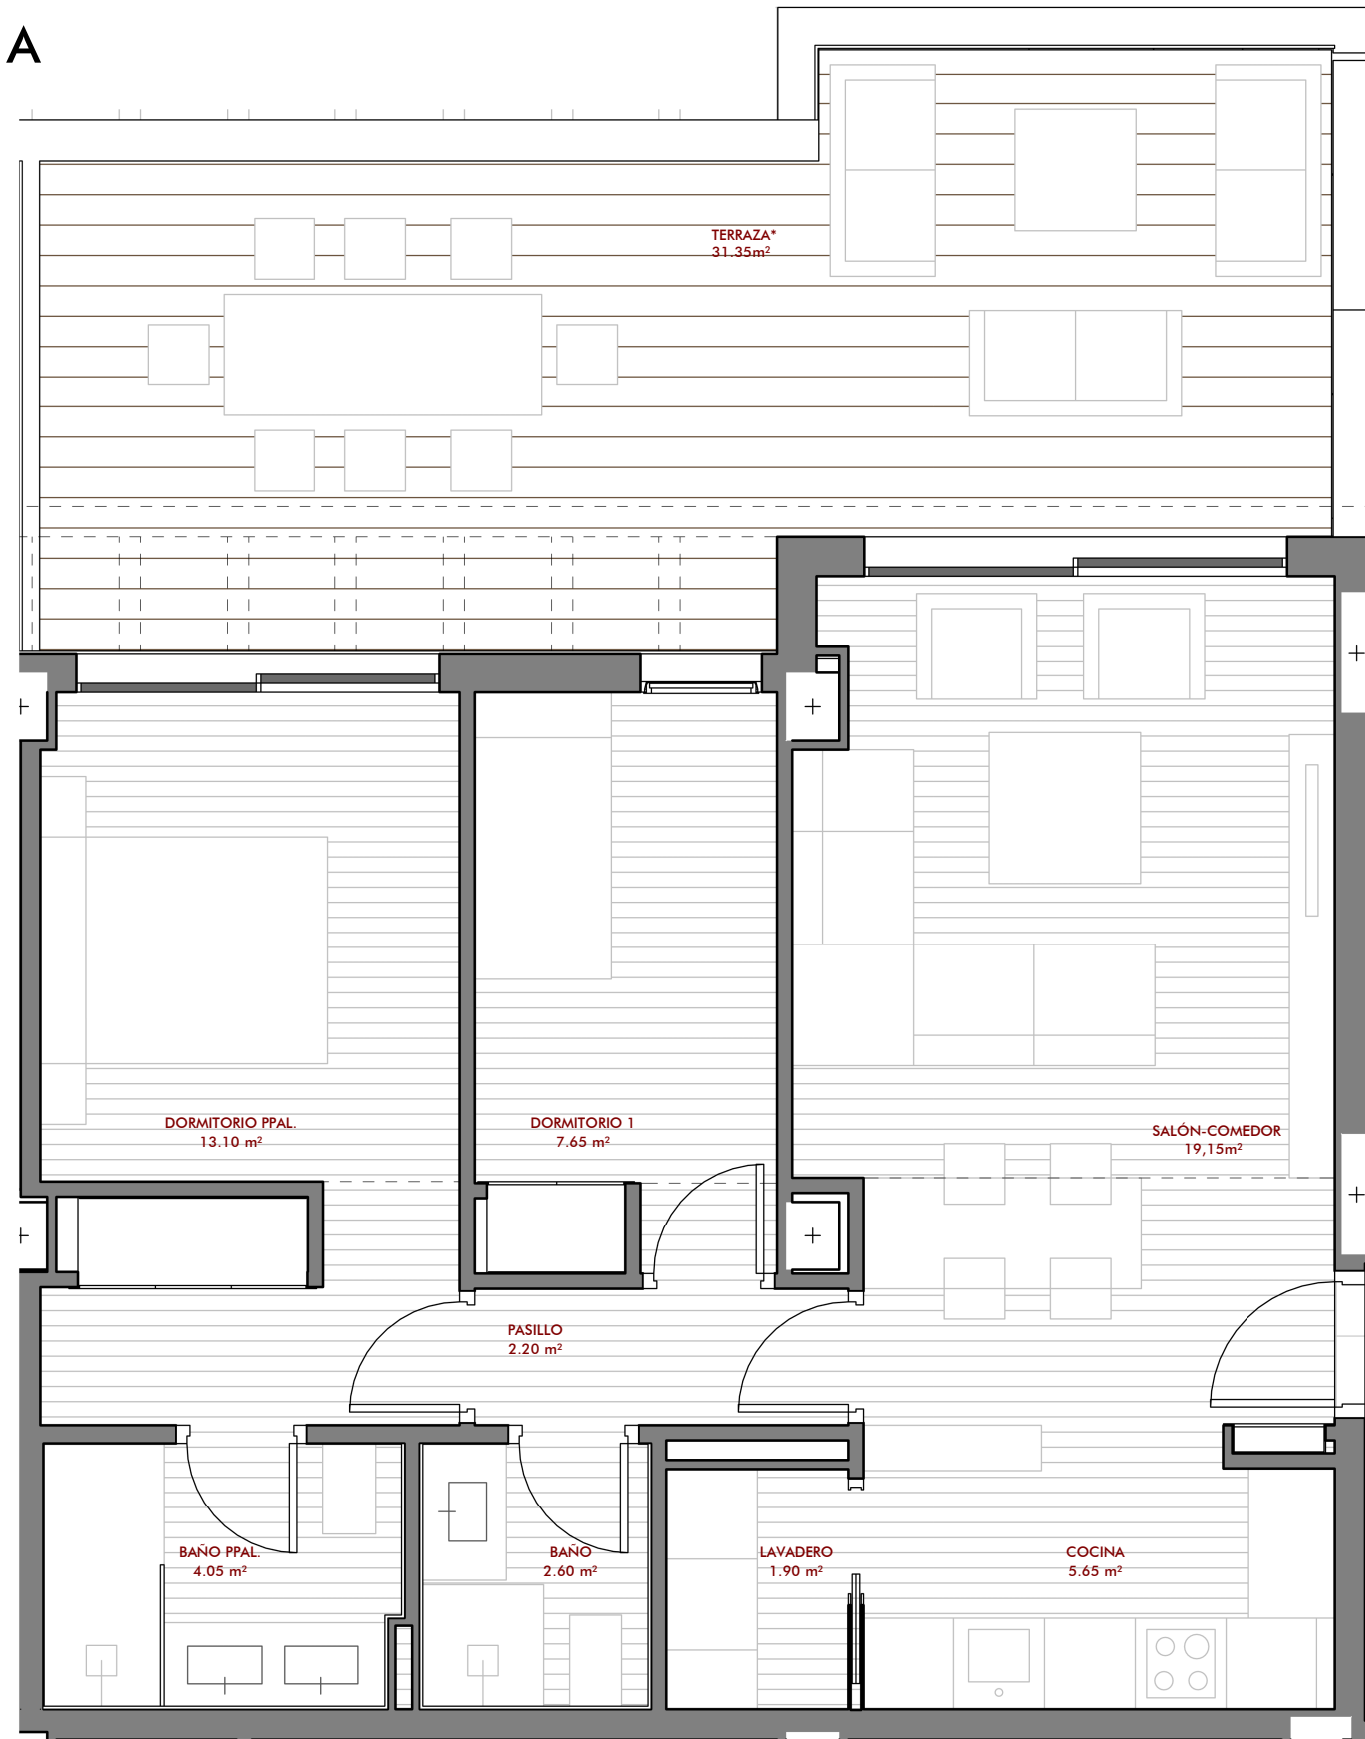 A
TERRAZA*
31.35m²
DORMITORIO PPAL.
13.10 m²
DORMITORIO 1
7.65 m²
SALÓN-COMEDOR
19,15m²
PASILLO
2.20 m²
BAÑO PPAL.
4.05 m²
BAÑO
2.60 m²
LAVADERO
1.90 m²
COCINA
5.65 m²